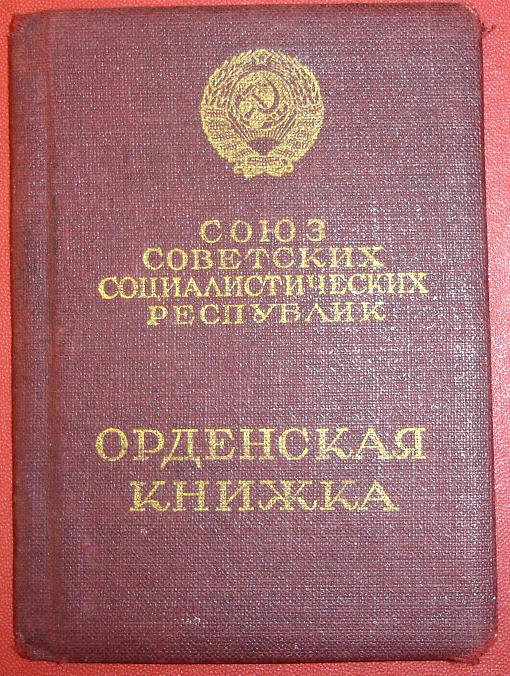 СОЮЗ
СОВЕТСКИХ
СОЦИАЛИСТИЧЕСКИХ
РЕСПУБЛИК
ОРДЕНСКАЯ
КНИЖКА